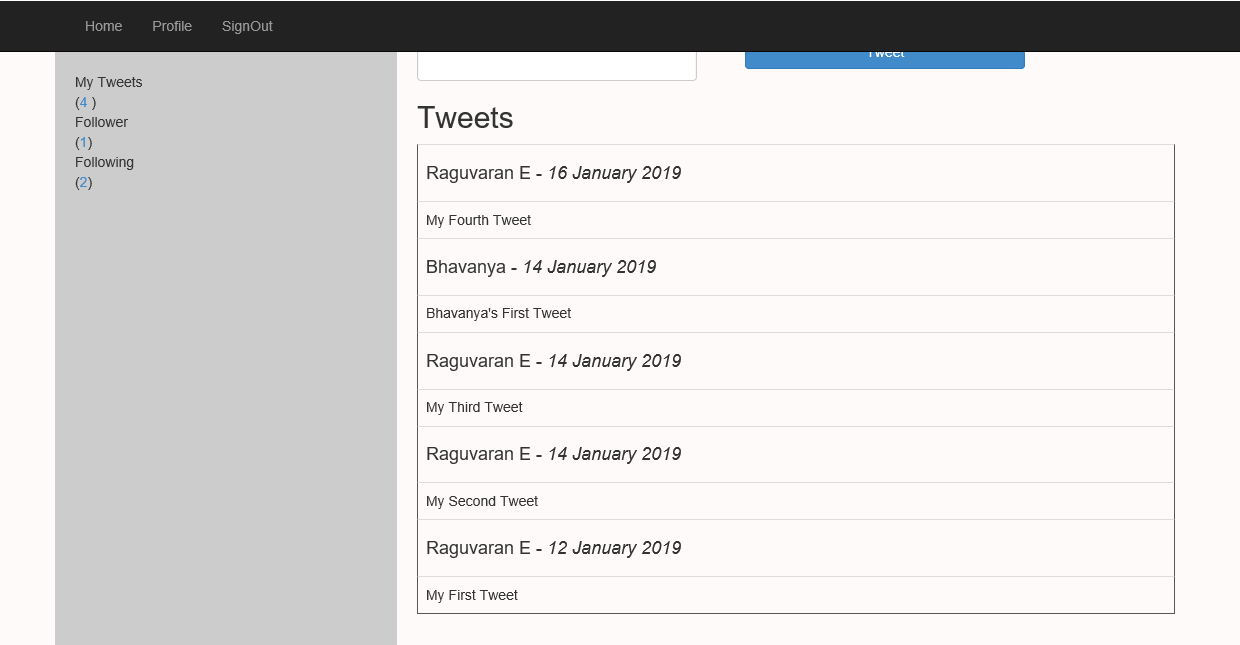 Home Profile SignOut
Tweet
My Tweets
(4 )
Follower
(1)
Following
(2)
Tweets
Raguvaran E - 16 January 2019
My Fourth Tweet
Bhavanya - 14 January 2019
Bhavanya's First Tweet
Raguvaran E - 14 January 2019
My Third Tweet
Raguvaran E - 14 January 2019
My Second Tweet
Raguvaran E - 12 January 2019
My First Tweet